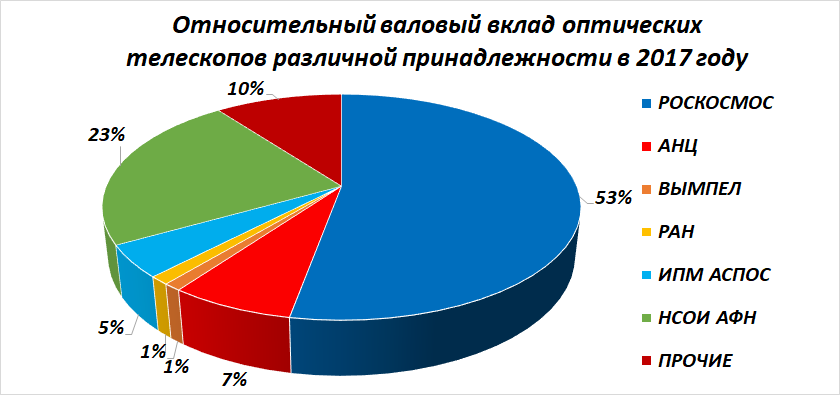 Относительный валовый вклад оптических
телескопов различной принадлежности в 2017 году
10%
23%
53%
5%
1%
1%
7%
РОСКОСМОС
АНЦ
ВЫМПЕЛ
РАН
ИПМ АСПОС
НСОИ АФН
ПРОЧИЕ